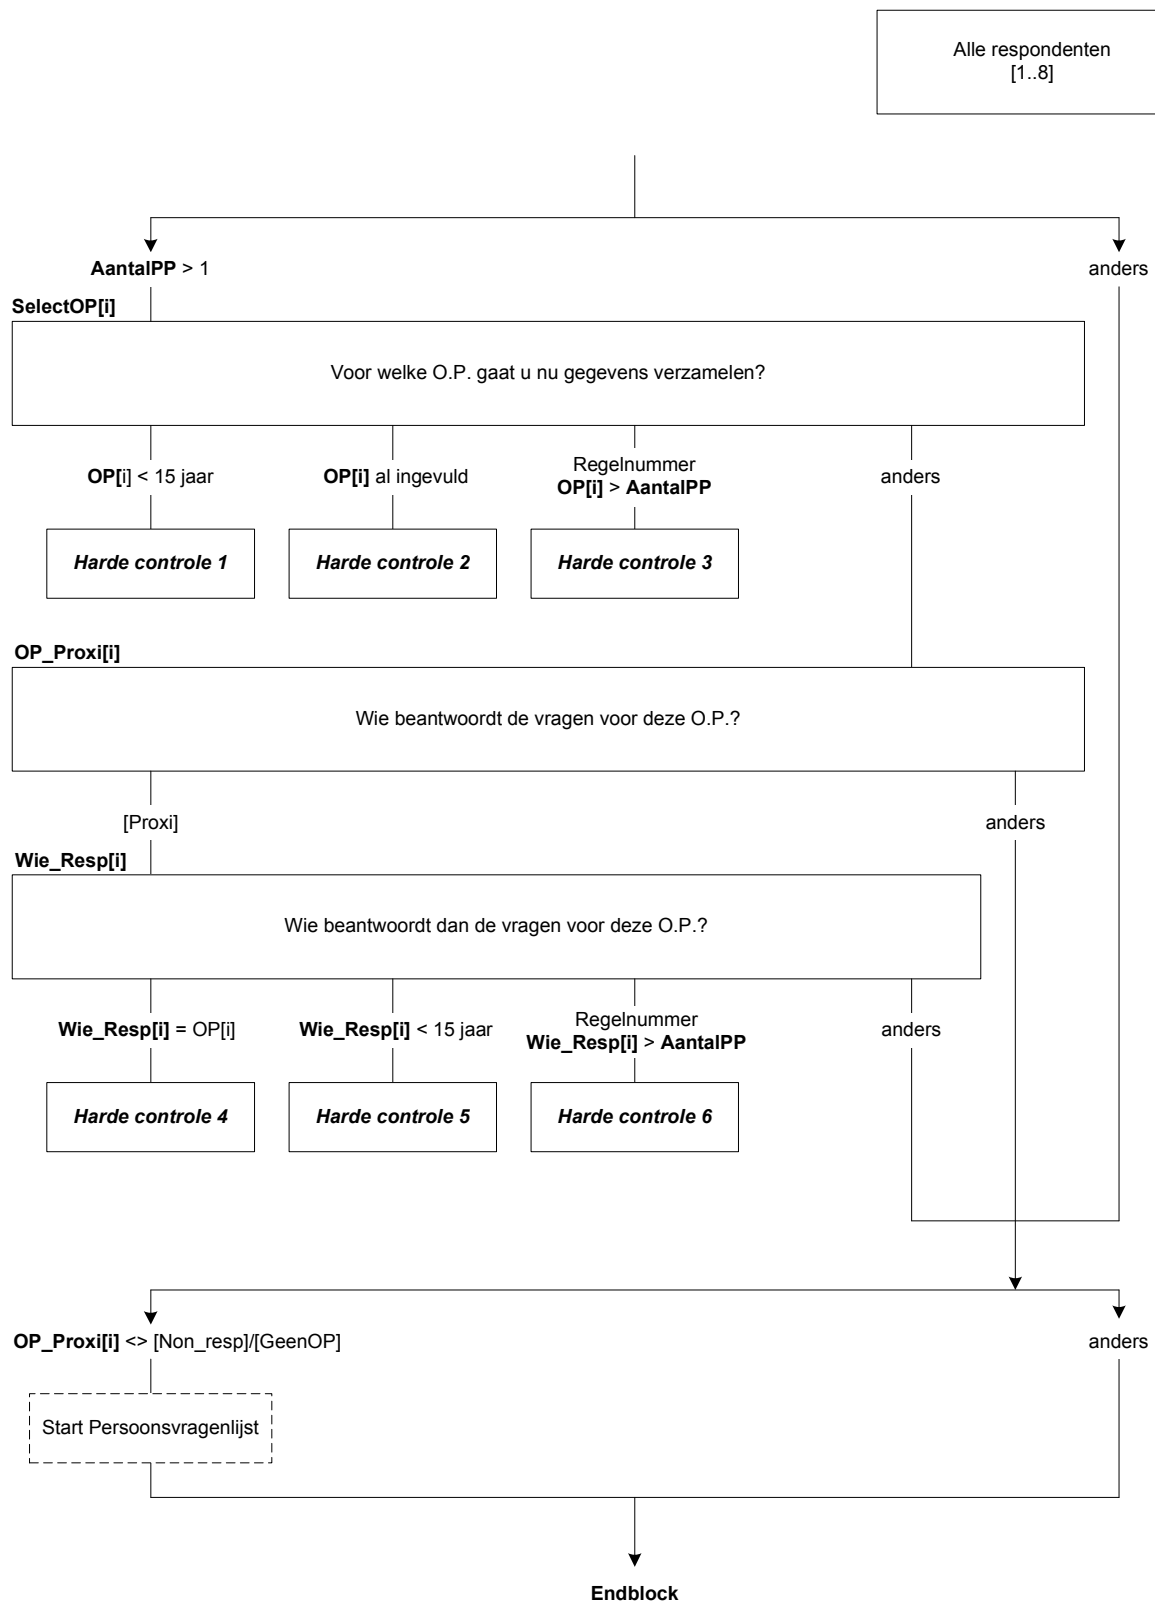 Alle respondenten
[1..8]
AantalPP > 1
anders
SelectOP[i]
Voor welke O.P. gaat u nu gegevens verzamelen?
OP[i] < 15 jaar
OP[i] al ingevuld
Regelnummer
OP[i] > AantalPP
anders
Harde controle 1
Harde controle 2
Harde controle 3
OP_Proxi[i]
Wie beantwoordt de vragen voor deze O.P.?
[Proxi]
anders
Wie_Resp[i]
Wie beantwoordt dan de vragen voor deze O.P.?
Wie_Resp[i] = OP[i]
Wie_Resp[i] < 15 jaar
Regelnummer
Wie_Resp[i] > AantalPP
anders
Harde controle 4
Harde controle 5
Harde controle 6
OP_Proxi[i] <> [Non_resp]/[GeenOP]
anders
Start Persoonsvragenlijst
Endblock